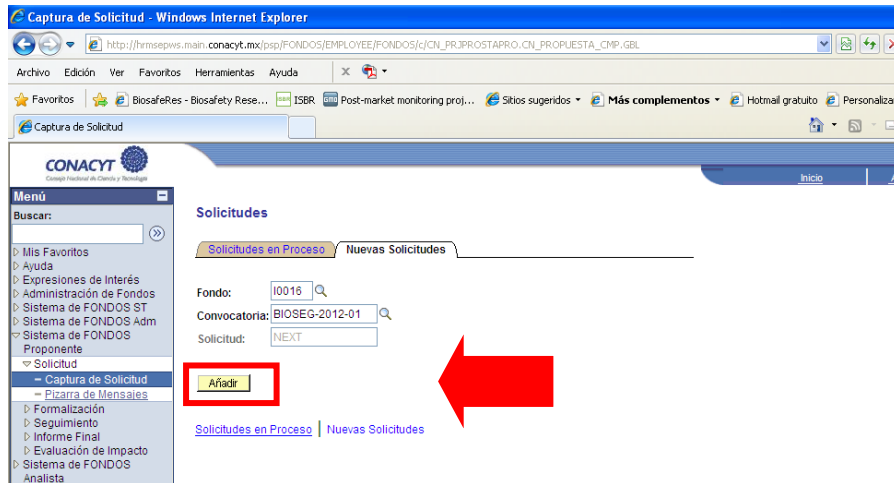 Captura de Solicitud - Windows Internet Explorer
http://hrmsepws.main.conacyt.mx/psp/FONDOS/EMPLOYEE/FONDOS/c/CN_PRJPROSTAPRO.CN_PROPUESTA_CMP.GBL
Archivo Edición Ver Favoritos Herramientas Ayuda
Favoritos BiosafeRes - Biosafety Rese... ISBR Post-market monitoring proj... Sitios sugeridos Más complementos Hotmail gratuito Personaliza
Captura de Solicitud
CONACYT
Consejo Nacional de Ciencia y Tecnología
Inicio
Menú
Buscar:
Mis Favoritos
Ayuda
Expresiones de Interés
Administración de Fondos
Sistema de FONDOS ST
Sistema de FONDOS Adm
Sistema de FONDOS
Proponente
Solicitud
– Captura de Solicitud
– Pizarra de Mensajes
Formalización
Seguimiento
Informe Final
Evaluación de Impacto
Sistema de FONDOS
Analista
Solicitudes
Solicitudes en Proceso Nuevas Solicitudes
Fondo: I0016
Convocatoria: BIOSEG-2012-01
Solicitud: NEXT
Añadir
Solicitudes en Proceso | Nuevas Solicitudes